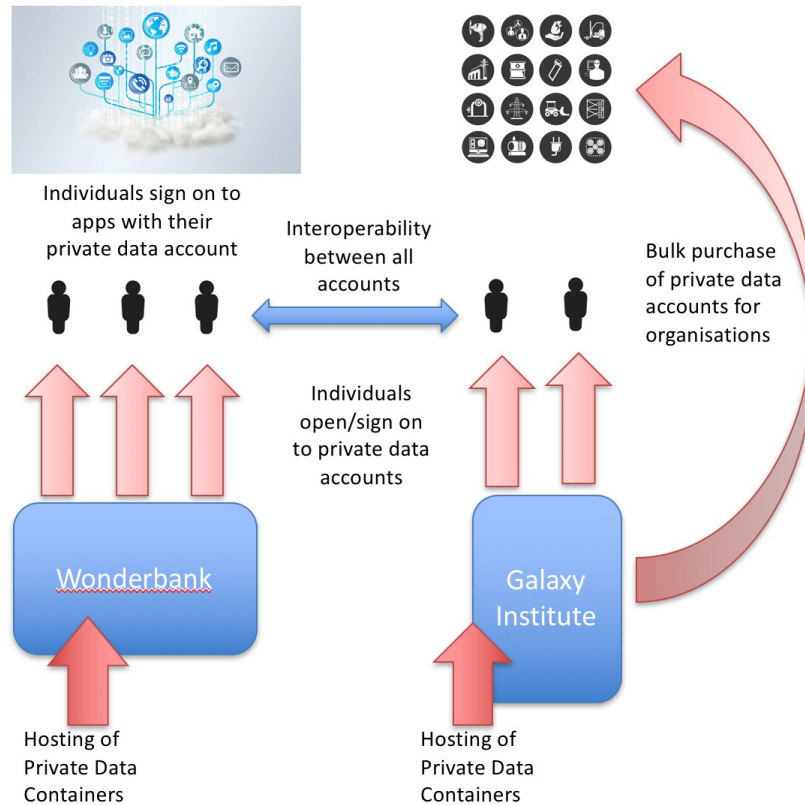 Individuals sign on to
apps with their
private data account
Interoperability
between all
accounts
Bulk purchase
of private data
accounts for
organisations
Individuals
open/sign on
to private data
accounts
Wonderbank
Galaxy
Institute
Hosting of
Private Data
Containers
Hosting of
Private Data
Containers